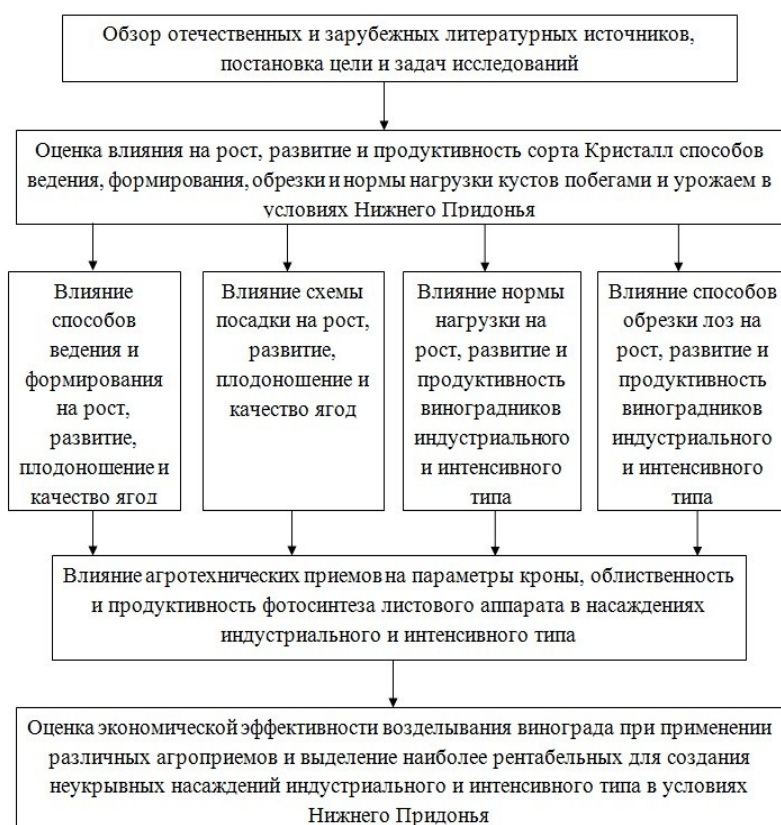 Обзор отечественных и зарубежных литературных источников,
постановка цели и задач исследований
Оценка влияния на рост, развитие и продуктивность сорта Кристалл способов
ведения, формирования, обрезки и нормы нагрузки кустов побегами и урожаем в
условиях Нижнего Придонья
Влияние
способов
ведения и
формирования
на рост,
развитие,
плодоношение и
качество ягод
Влияние схемы
посадки на рост,
развитие,
плодоношение и
качество ягод
Влияние нормы
нагрузки на
рост, развитие и
продуктивность
виноградников
индустриального
и интенсивного
типа
Влияние способов
обрезки лоз на
рост, развитие и
продуктивность
виноградников
индустриального
и интенсивного
типа
Влияние агротехнических приемов на параметры кроны, облиственность
и продуктивность фотосинтеза листового аппарата в насаждениях
индустриального и интенсивного типа
Оценка экономической эффективности возделывания винограда при применении
различных агроприемов и выделение наиболее рентабельных для создания
неукрывных насаждений индустриального и интенсивного типа в условиях
Нижнего Придонья